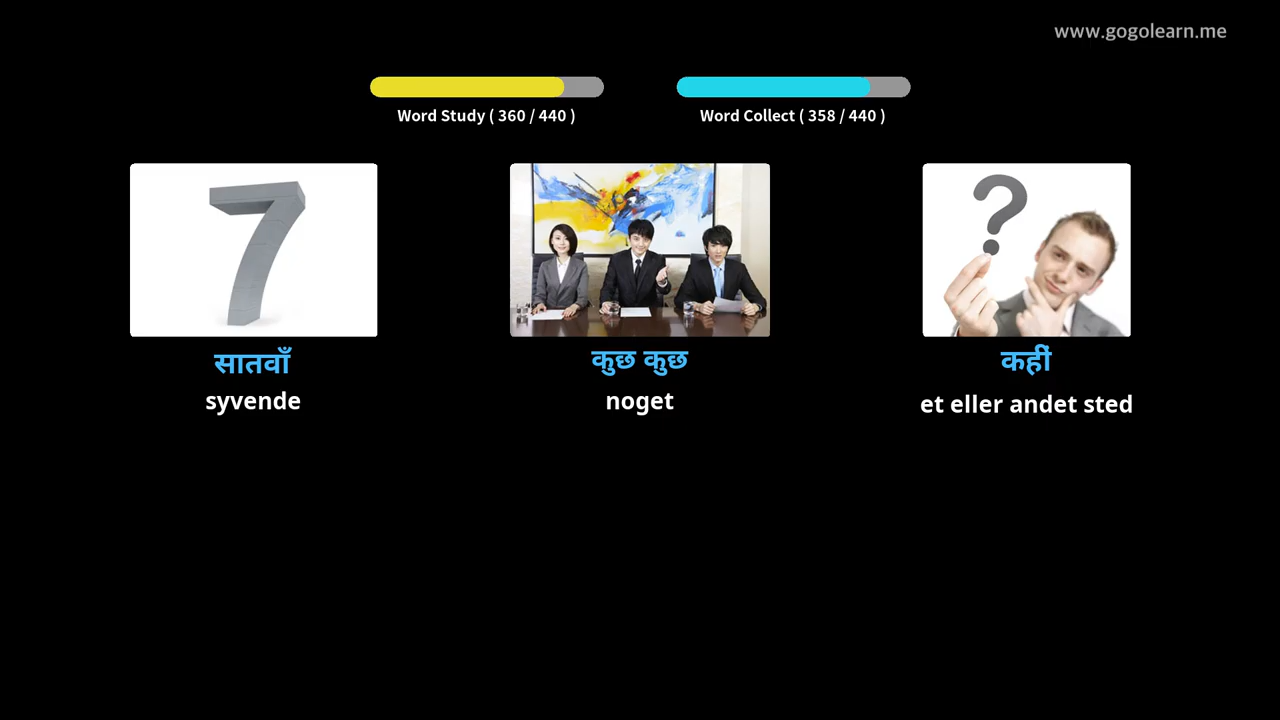 www.gogolearn.me
Word Study ( 360 / 440 )
Word Collect ( 358 / 440 )
7
?
सातवाँ
कुछ कुछ
कहीं
syvende
noget
et eller andet sted